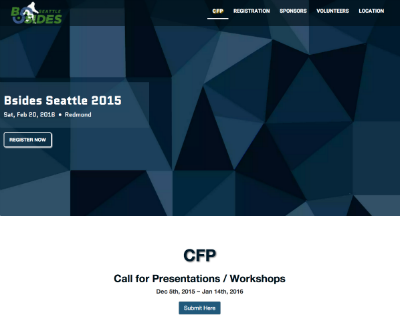 BSIDES SEATTLE
CFP REGISTRATION SPONSORS VOLUNTEERS LOCATION
Bsides Seattle 2015
Sat, Feb 20, 2016 • Redmond
REGISTER NOW
CFP
Call for Presentations / Workshops
Dec 5th, 2015 – Jan 14th, 2016
Submit Here